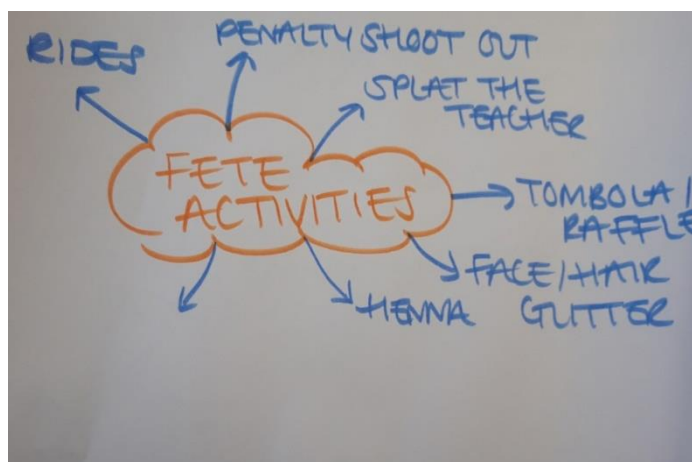 RIDES
PENALTY SHOOT OUT
SPLAT THE
TEACHER
FETE
ACTIVITIES
TOMBOLA/
RAFFLE
FACE/HAIR
GLITTER
HENNA